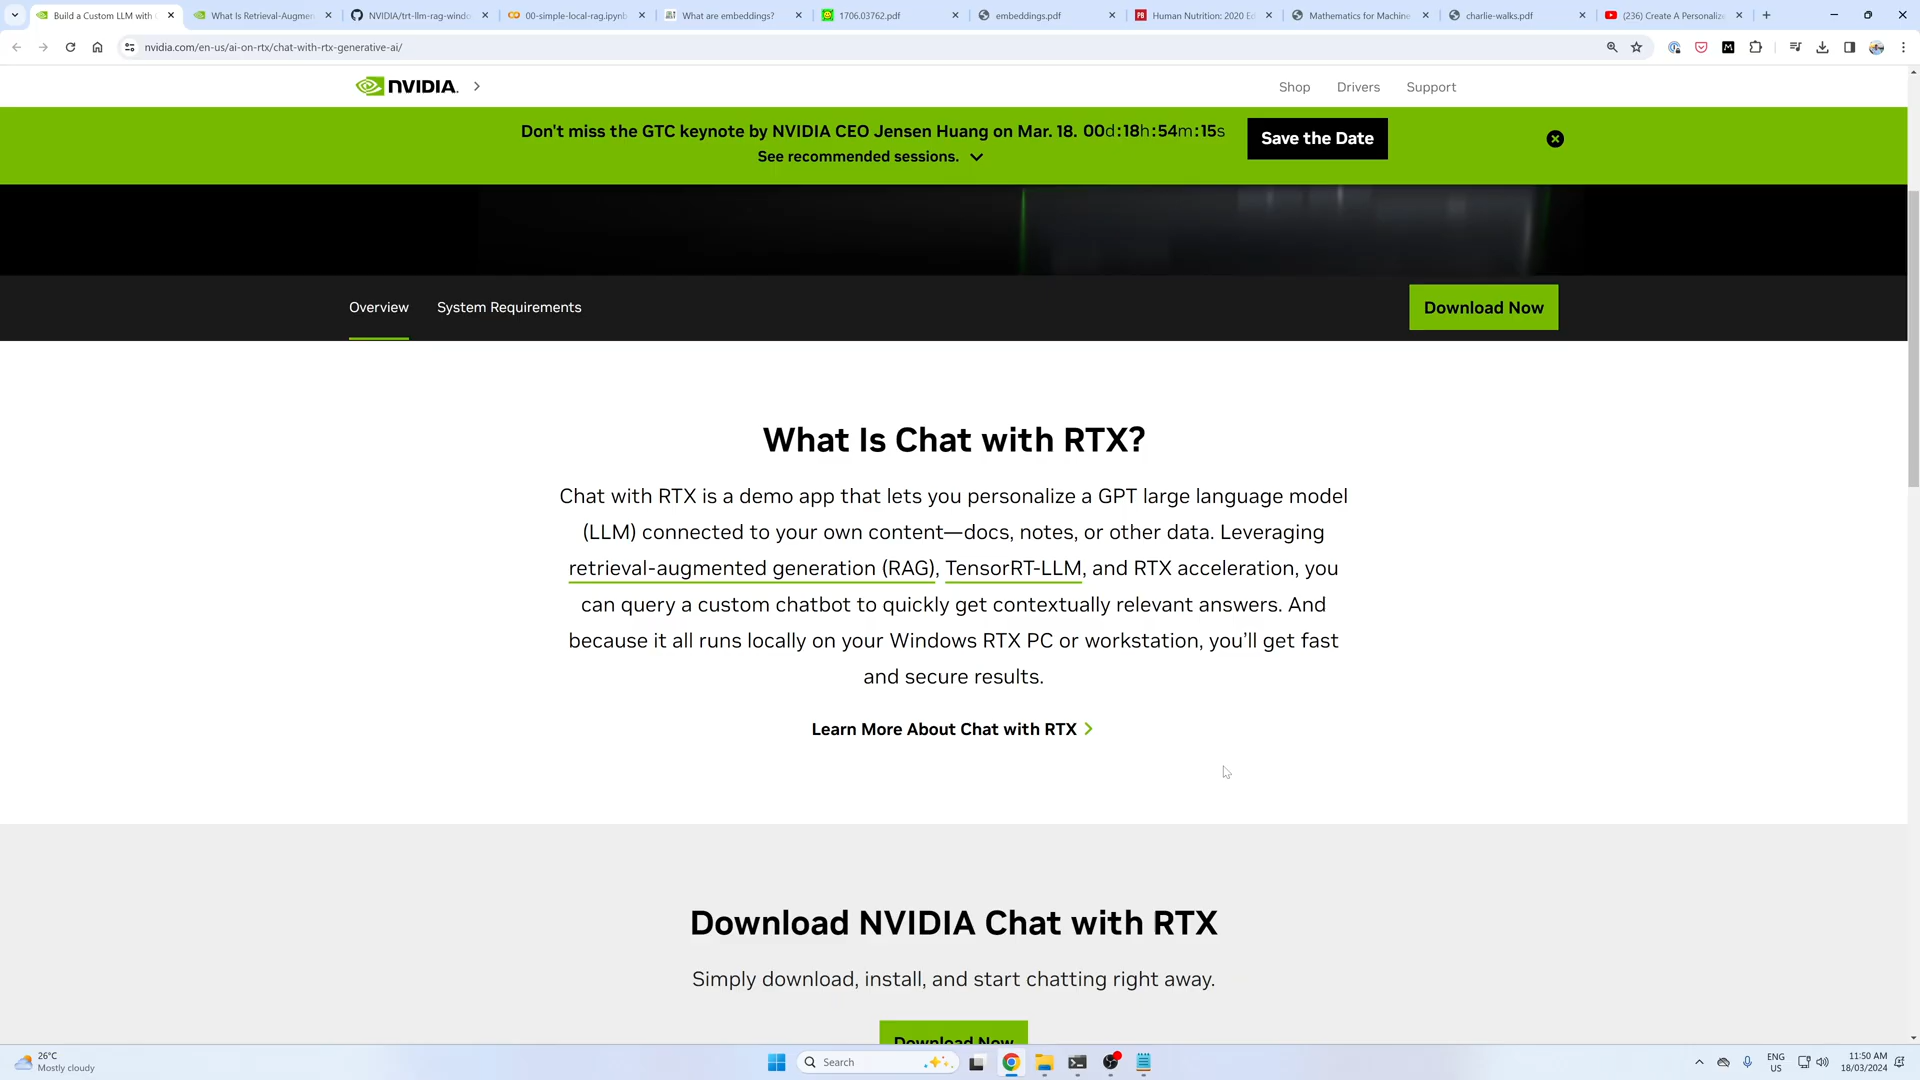 Build a Custom LLM with
What Is Retrieval-Augmen
NVIDIA/trt-llm-rag-windo
00-simple-local-rag.ipynb
What are embeddings?
1706.03762.pdf
embeddings.pdf
Human Nutrition: 2020 Ed
Mathematics for Machine
charlie-walks.pdf
(236) Create A Personalize
nvidia.com/en-us/ai-on-rtx/chat-with-rtx-generative-ai/
NVIDIA.
Shop
Drivers
Support
Don't miss the GTC keynote by NVIDIA CEO Jensen Huang on Mar. 18. 00d:18h:54m:15s
See recommended sessions.
Save the Date
Overview
System Requirements
Download Now
What Is Chat with RTX?
Chat with RTX is a demo app that lets you personalize a GPT large language model
(LLM) connected to your own content—docs, notes, or other data. Leveraging
retrieval-augmented generation (RAG), TensorRT-LLM, and RTX acceleration, you
can query a custom chatbot to quickly get contextually relevant answers. And
because it all runs locally on your Windows RTX PC or workstation, you’ll get fast
and secure results.
Learn More About Chat with RTX
Download NVIDIA Chat with RTX
Simply download, install, and start chatting right away.
Download Now
26°C
Mostly cloudy
Search
ENG
US
11:50 AM
18/03/2024